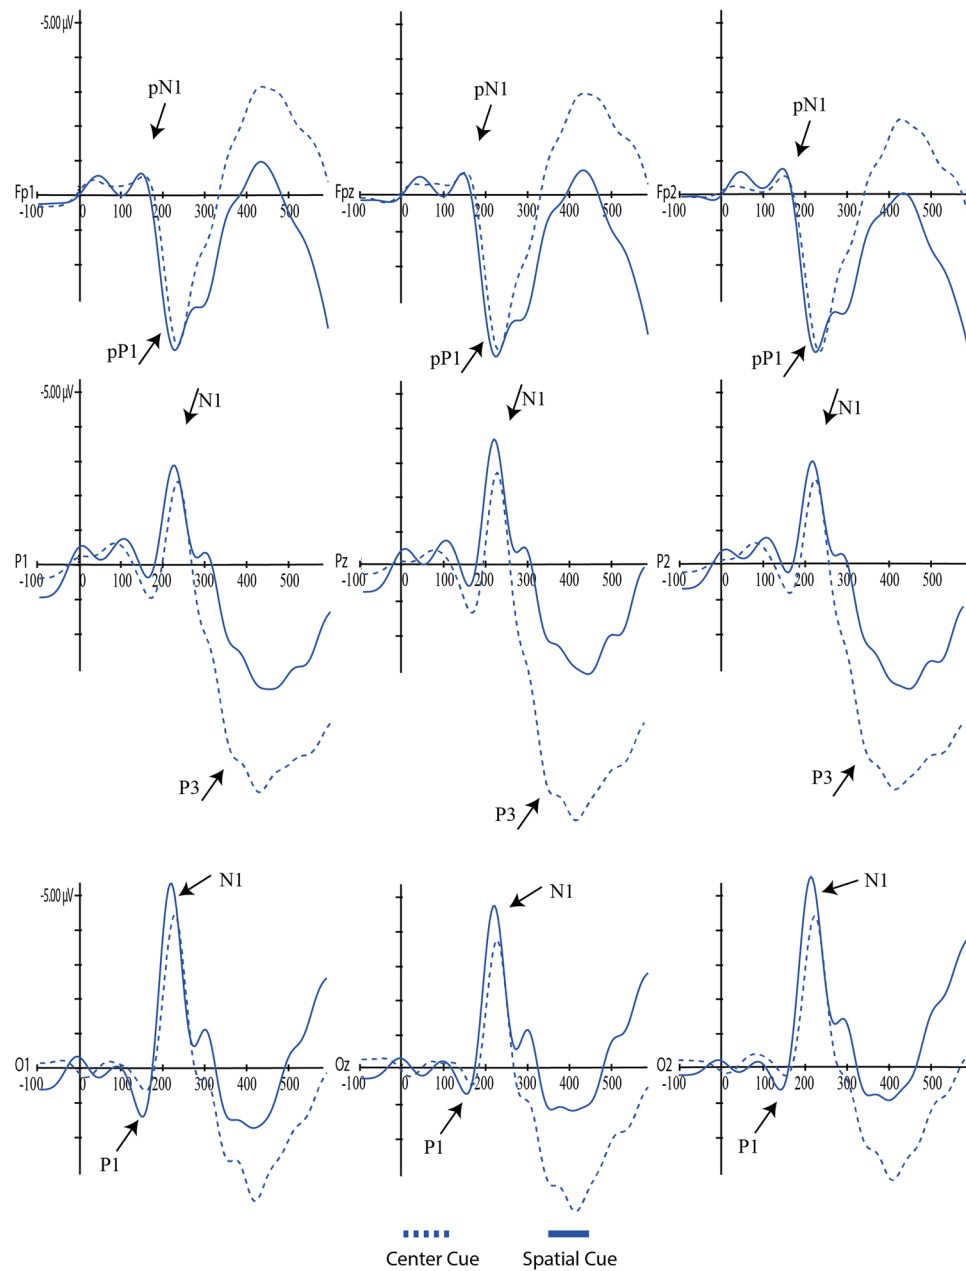 -5.00 µV
pN1 pN1 pN1
Fp1 Fpz Fp2
-100 0 100 200 300 400 500 -100 0 100 200 300 400 500 -100 0 100 200 300 400 500
pP1 pP1 pP1
-5.00 µV
N1 N1 N1
P1 Pz P2
-100 0 100 200 300 400 500 -100 0 100 200 300 400 500 -100 0 100 200 300 400 500
P3 P3 P3
-5.00 µV
N1 N1 N1
O1 Oz O2
-100 0 100 200 300 400 500 -100 0 100 200 300 400 500 -100 0 100 200 300 400 500
P1 P1 P1
Center Cue Spatial Cue